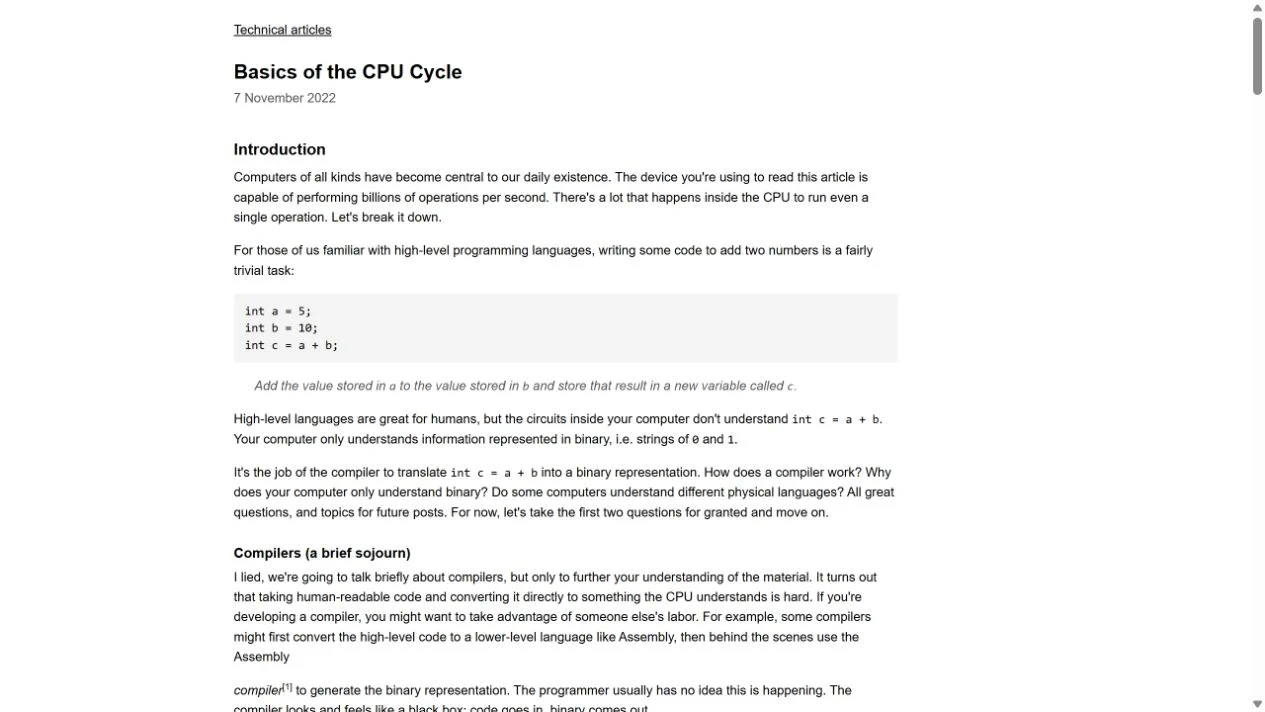 Technical articles
Basics of the CPU Cycle
7 November 2022
Introduction
Computers of all kinds have become central to our daily existence. The device you're using to read this article is
capable of performing billions of operations per second. There's a lot that happens inside the CPU to run even a
single operation. Let's break it down.
For those of us familiar with high-level programming languages, writing some code to add two numbers is a fairly
trivial task:
int a = 5;
int b = 10;
int c = a + b;
Add the value stored in a to the value stored in b and store that result in a new variable called c.
High-level languages are great for humans, but the circuits inside your computer don't understand int c = a + b.
Your computer only understands information represented in binary, i.e. strings of 0 and 1.
It's the job of the compiler to translate int c = a + b into a binary representation. How does a compiler work? Why
does your computer only understand binary? Do some computers understand different physical languages? All great
questions, and topics for future posts. For now, let's take the first two questions for granted and move on.
Compilers (a brief sojourn)
I lied, we're going to talk briefly about compilers, but only to further your understanding of the material. It turns out
that taking human-readable code and converting it directly to something the CPU understands is hard. If you're
developing a compiler, you might want to take advantage of someone else's labor. For example, some compilers
might first convert the high-level code to a lower-level language like Assembly, then behind the scenes use the
Assembly
compiler[1] to generate the binary representation. The programmer usually has no idea this is happening. The
compiler looks and feels like a black box: code goes in, binary comes out.